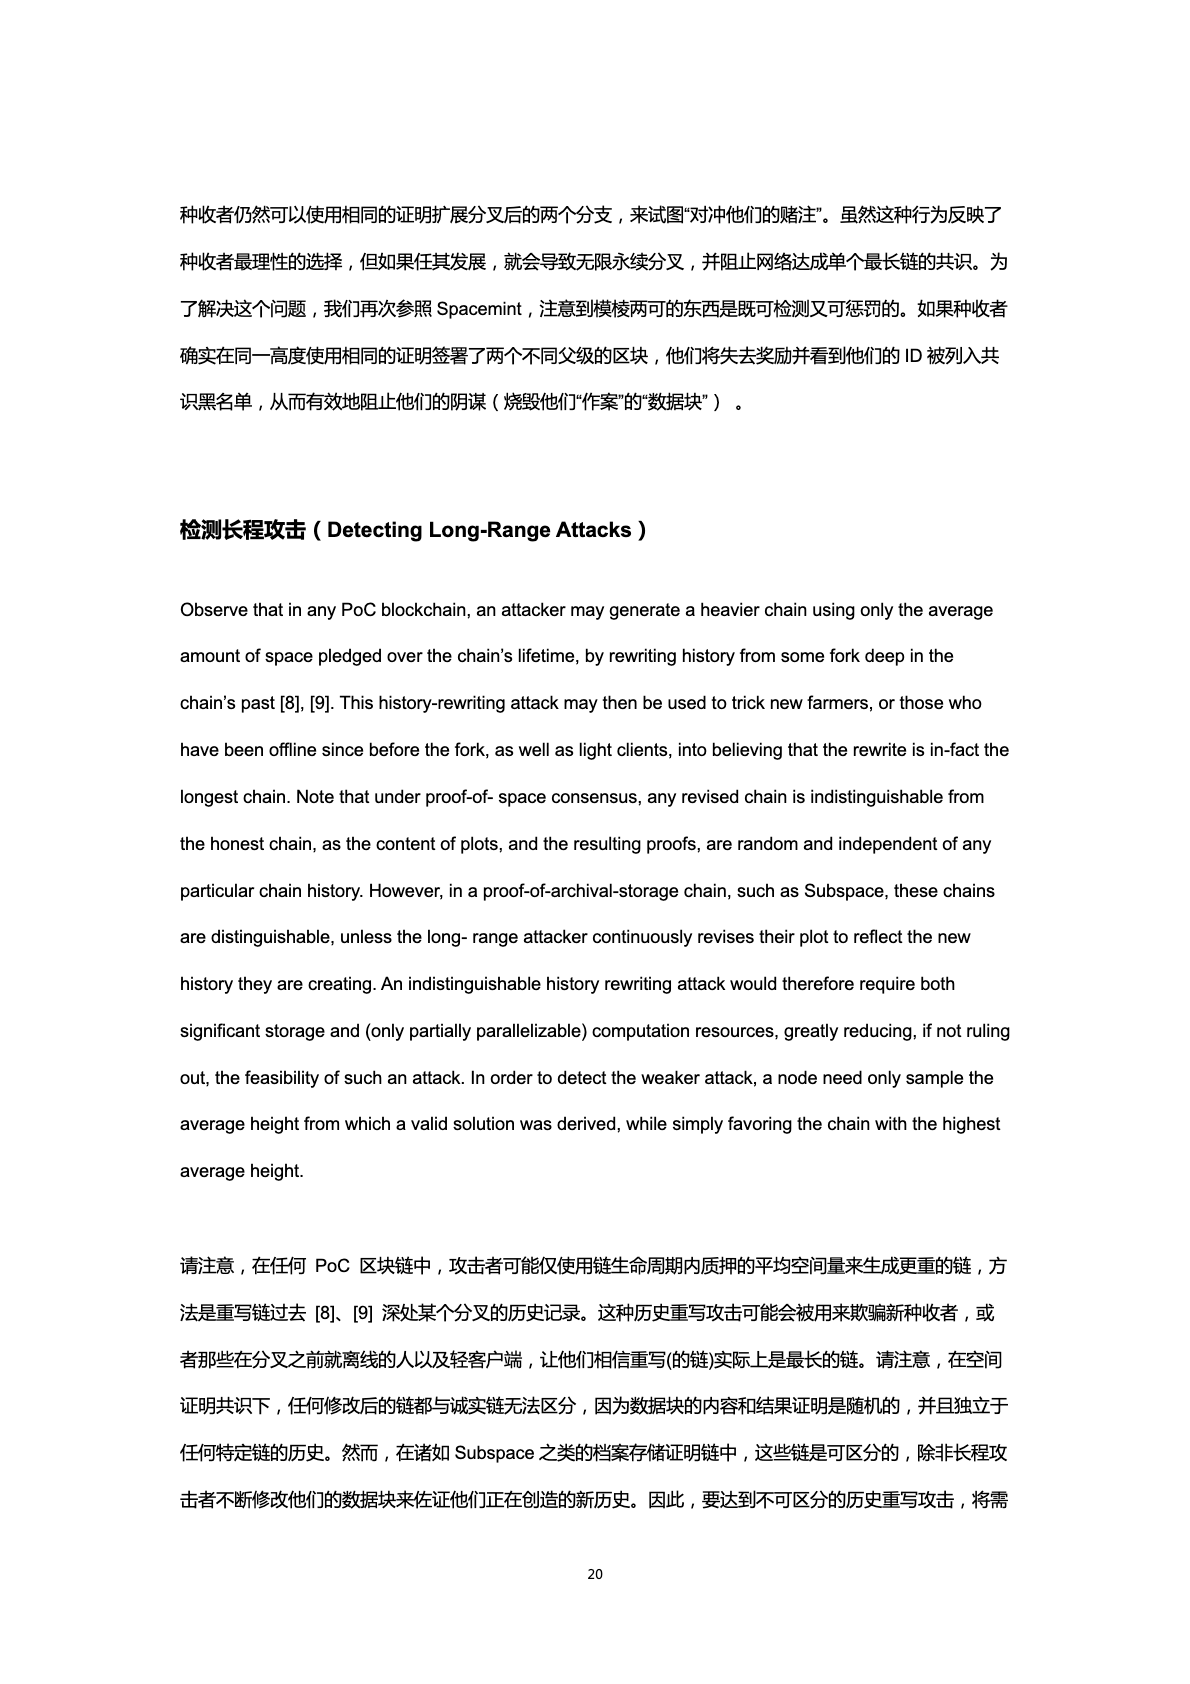 种收者仍然可以使用相同的证明扩展分叉后的两个分支，来试图“对冲他们的赌注”。虽然这种行为反映了
种收者最理性的选择，但如果任其发展，就会导致无限永续分叉，并阻止网络达成单个最长链的共识。为
了解决这个问题，我们再次参照 Spacemint，注意到模棱两可的东西是既可检测又可惩罚的。如果种收者
确实在同一高度使用相同的证明签署了两个不同父级的区块，他们将失去奖励并看到他们的 ID 被列入共
识黑名单，从而有效地阻止他们的阴谋（烧毁他们“作案”的“数据块”） 。
检测长程攻击（Detecting Long-Range Attacks）
Observe that in any PoC blockchain, an attacker may generate a heavier chain using only the average
amount of space pledged over the chain’s lifetime, by rewriting history from some fork deep in the
chain’s past [8], [9]. This history-rewriting attack may then be used to trick new farmers, or those who
have been offline since before the fork, as well as light clients, into believing that the rewrite is in-fact the
longest chain. Note that under proof-of- space consensus, any revised chain is indistinguishable from
the honest chain, as the content of plots, and the resulting proofs, are random and independent of any
particular chain history. However, in a proof-of-archival-storage chain, such as Subspace, these chains
are distinguishable, unless the long- range attacker continuously revises their plot to reflect the new
history they are creating. An indistinguishable history rewriting attack would therefore require both
significant storage and (only partially parallelizable) computation resources, greatly reducing, if not ruling
out, the feasibility of such an attack. In order to detect the weaker attack, a node need only sample the
average height from which a valid solution was derived, while simply favoring the chain with the highest
average height.
请注意，在任何 PoC 区块链中，攻击者可能仅使用链生命周期内质押的平均空间量来生成更重的链，方
法是重写链过去 [8]、[9] 深处某个分叉的历史记录。这种历史重写攻击可能会被用来欺骗新种收者，或
者那些在分叉之前就离线的人以及轻客户端，让他们相信重写(的链)实际上是最长的链。请注意，在空间
证明共识下，任何修改后的链都与诚实链无法区分，因为数据块的内容和结果证明是随机的，并且独立于
任何特定链的历史。然而，在诸如 Subspace 之类的档案存储证明链中，这些链是可区分的，除非长程攻
击者不断修改他们的数据块来佐证他们正在创造的新历史。因此，要达到不可区分的历史重写攻击，将需
20